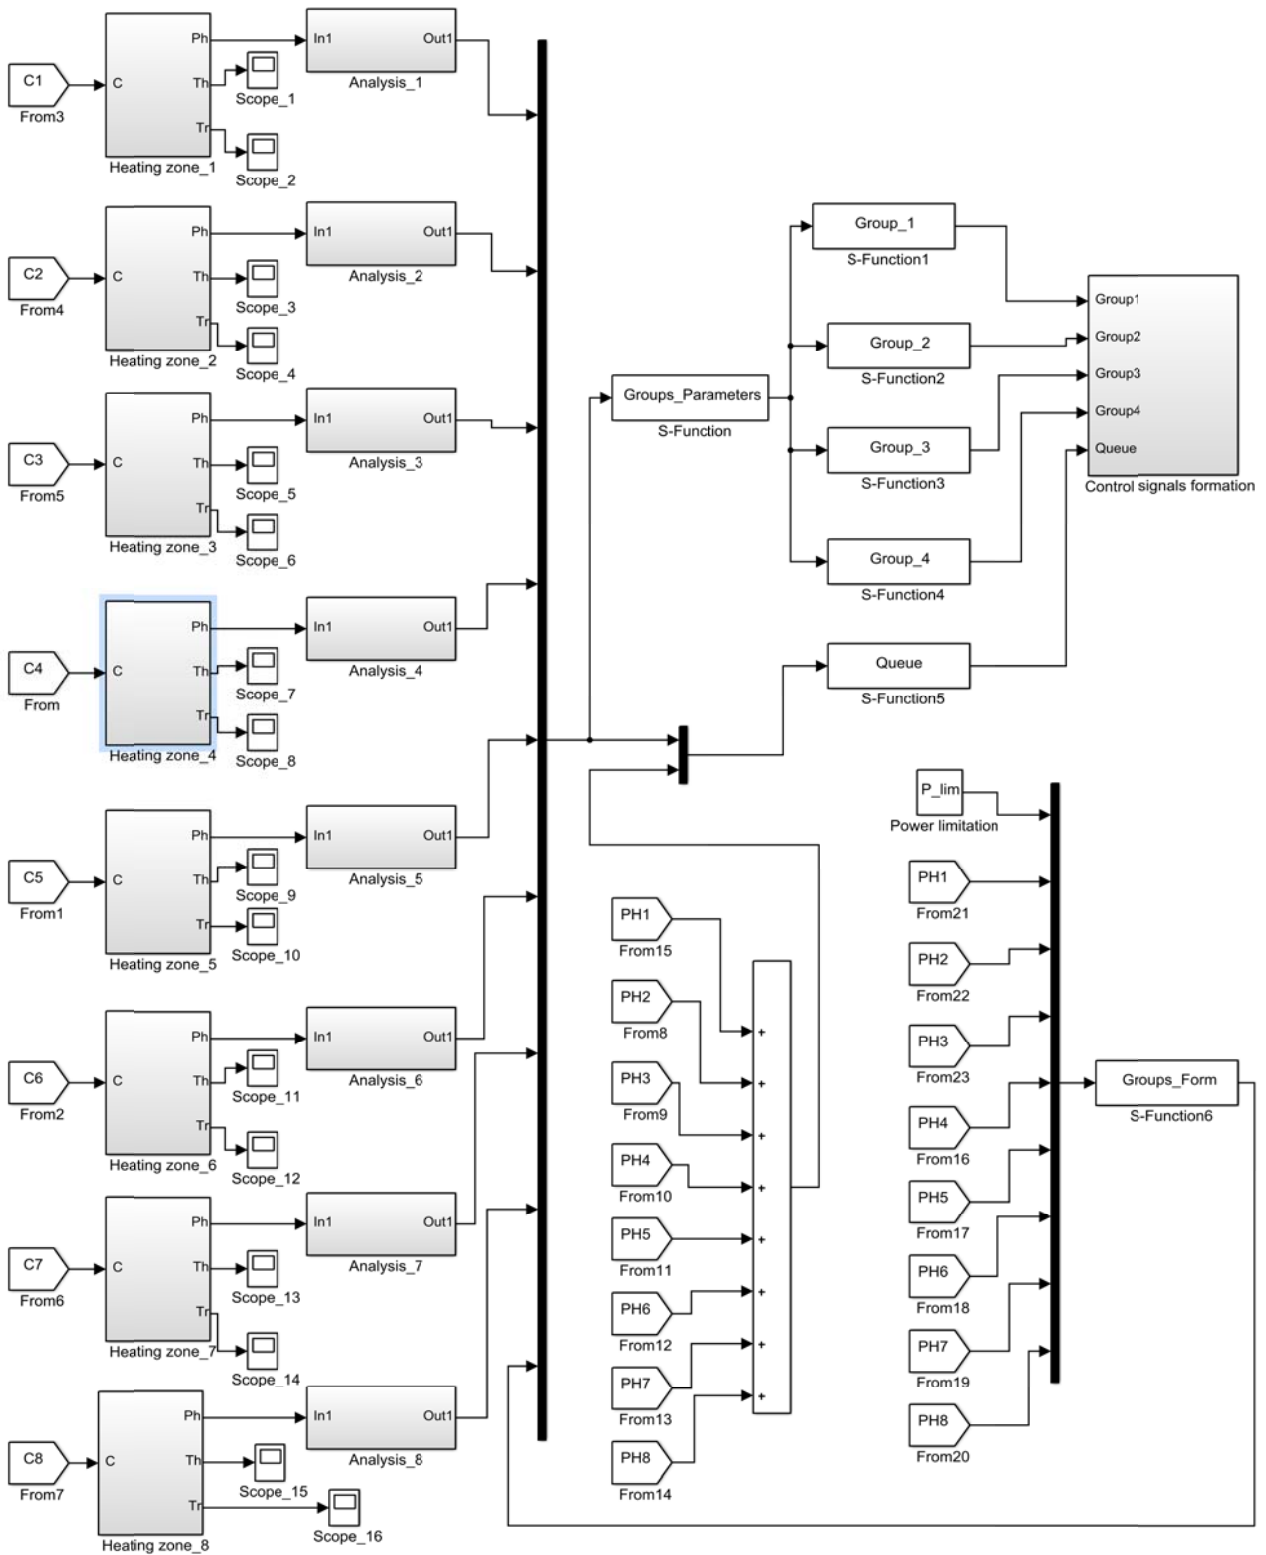 C1
From3
C
Ph
Th
Tr
Heating zone_1
Scope_1
Scope_2
In1
Out1
Analysis_1
C2
From4
C
Ph
Th
Tr
Heating zone_2
Scope_3
Scope_4
In1
Out1
Analysis_2
C3
From5
C
Ph
Th
Tr
Heating zone_3
Scope_5
Scope_6
In1
Out1
Analysis_3
C4
From
C
Ph
Th
Tr
Heating zone_4
Scope_7
Scope_8
In1
Out1
Analysis_4
C5
From1
C
Ph
Th
Tr
Heating zone_5
Scope_9
Scope_10
In1
Out1
Analysis_5
C6
From2
C
Ph
Th
Tr
Heating zone_6
Scope_11
Scope_12
In1
Out1
Analysis_6
C7
From6
C
Ph
Th
Tr
Heating zone_7
Scope_13
Scope_14
In1
Out1
Analysis_7
C8
From7
C
Ph
Th
Tr
Heating zone_8
Scope_15
Scope_16
In1
Out1
Analysis_8
Groups_Parameters
S-Function
Group_1
S-Function1
Group_2
S-Function2
Group_3
S-Function3
Group_4
S-Function4
Queue
S-Function5
Group1
Group2
Group3
Group4
Queue
Control signals formation
PH1
From15
PH2
From8
PH3
From9
PH4
From10
PH5
From11
PH6
From12
PH7
From13
PH8
From14
+
+
+
+
+
+
+
+
P_lim
Power limitation
PH1
From21
PH2
From22
PH3
From23
PH4
From16
PH5
From17
PH6
From18
PH7
From19
PH8
From20
Groups_Form
S-Function6